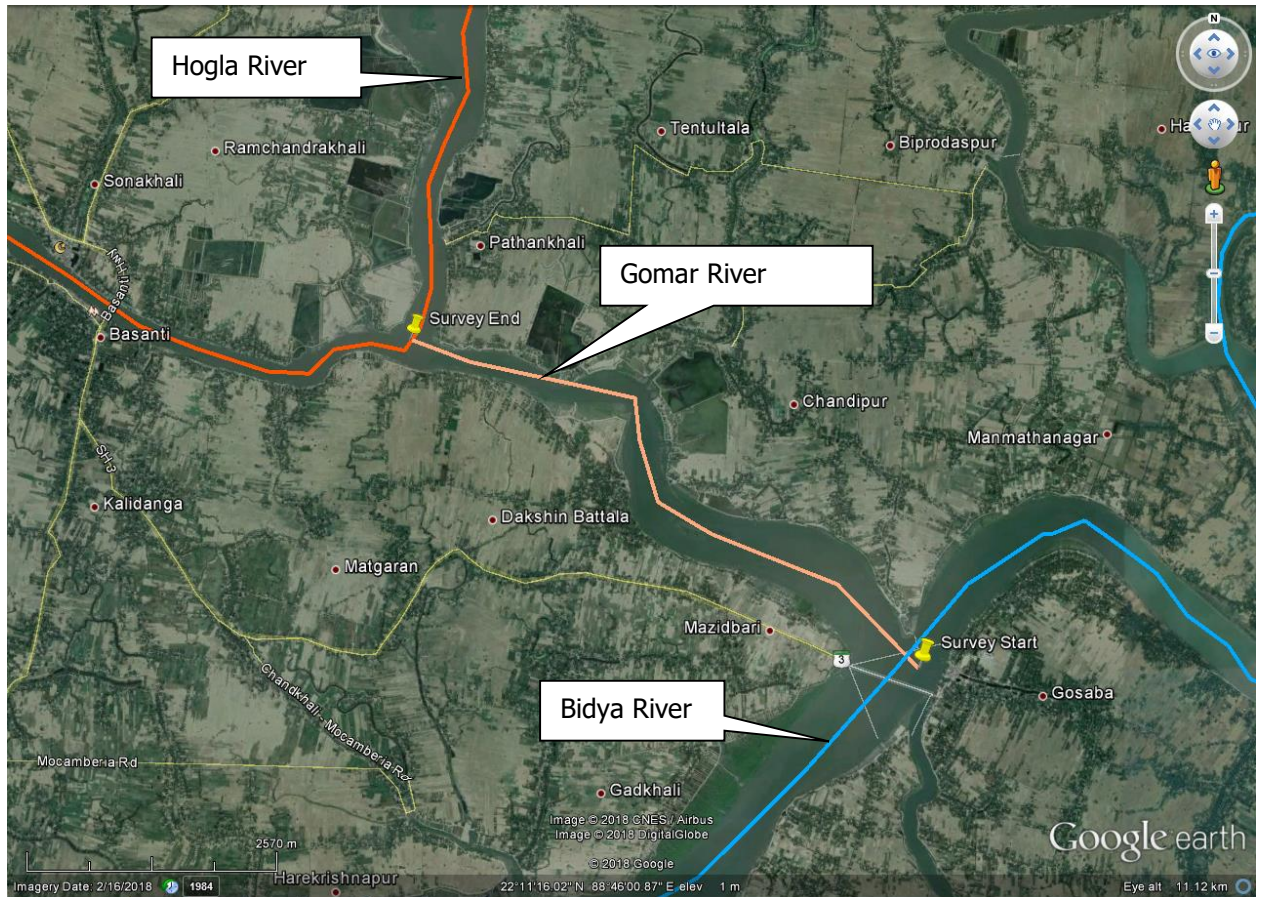 N
Hogla River
Tentultala
Biprodaspur
Ramchandrakhali
Sonakhali
Pathankhali
Gomar River
Basanti Hwy
Survey End
Basanti
Chandipur
Manmathanagar
SH-3
Kalidanga
Dakshin Battala
Matgaran
Mazidbari
Survey Start
3
Gosaba
Bidya River
Chandkhali - Mocamberia Rd
Mocamberia Rd
Gadkhali
Image © 2018 CNES / Airbus
Image © 2018 DigitalGlobe
Google earth
2570 m
© 2018 Google
Harekrishnapur
Imagery Date: 2/16/2018
1984
22°11'16.02" N 88°46'00.87" E elev 1 m
Eye alt 11.12 km